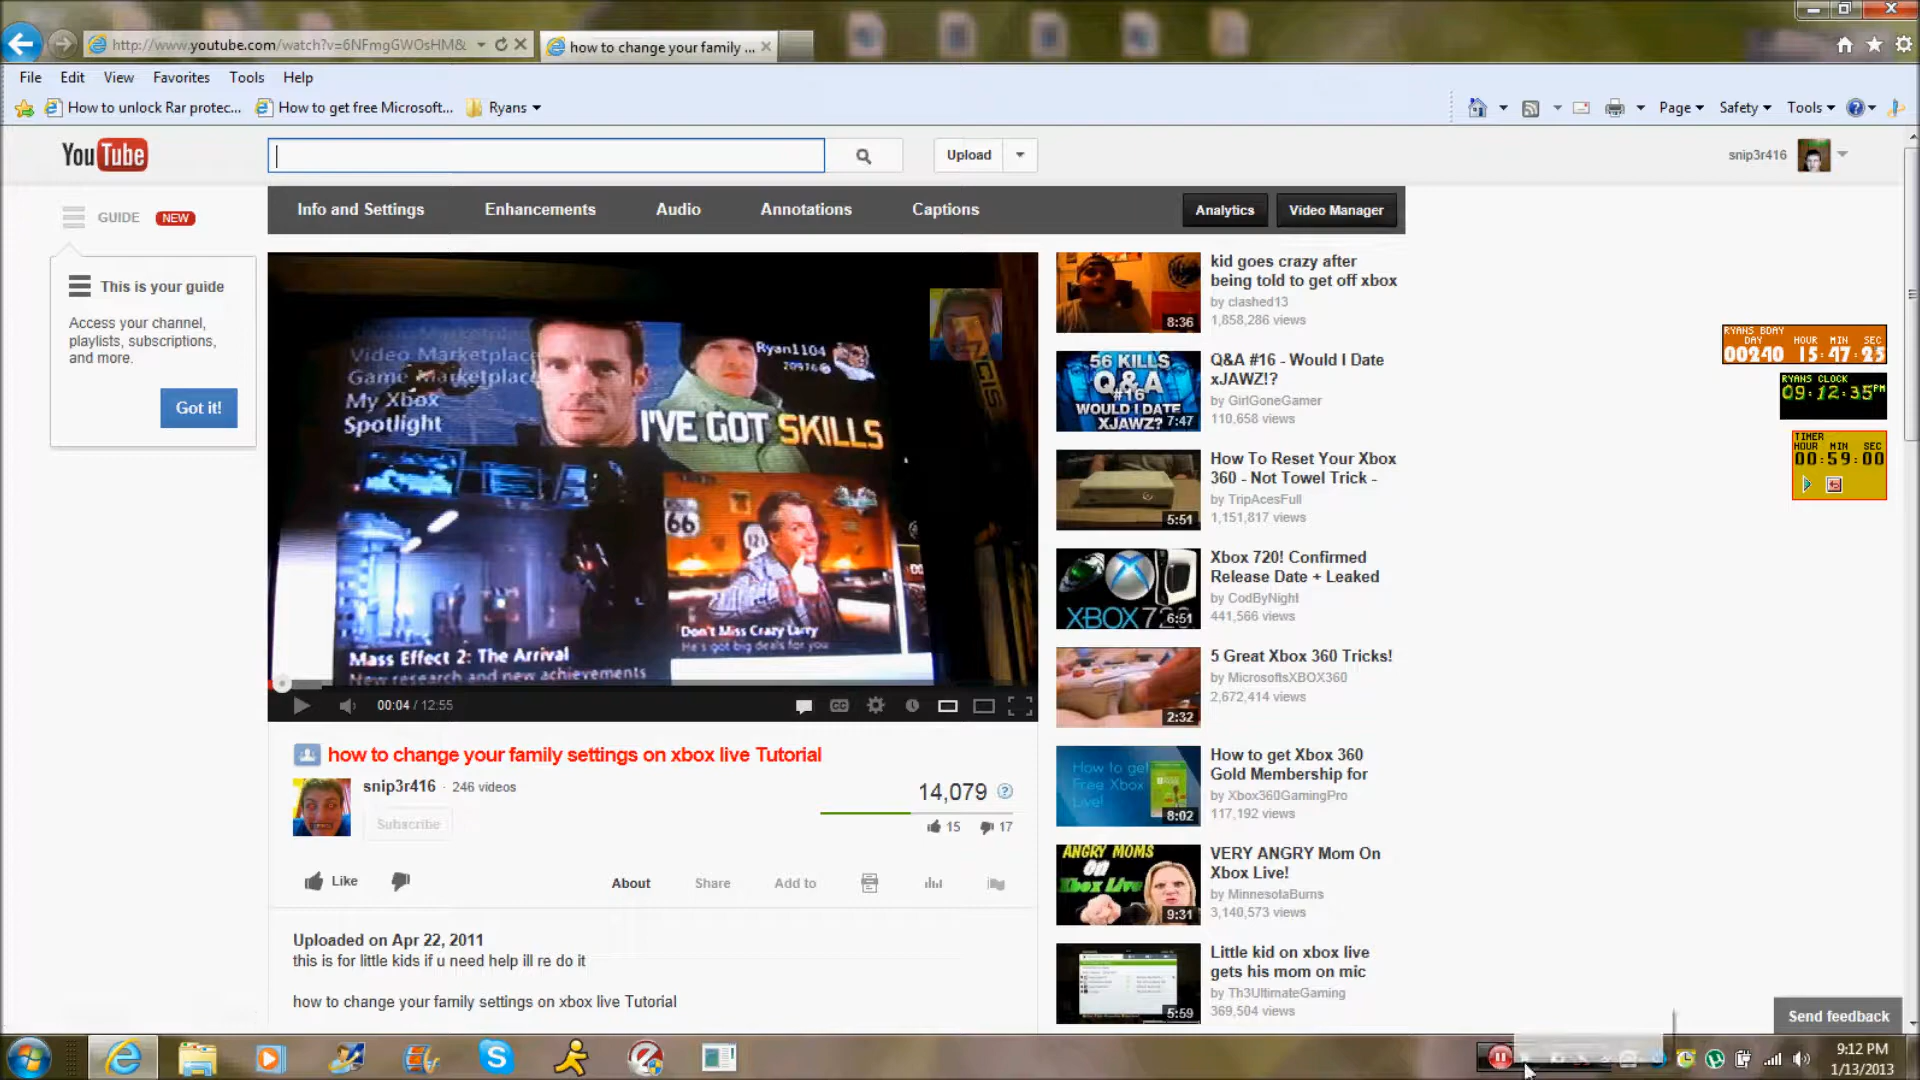 http://www.youtube.com/watch?v=6NFmgGWOsHM&
how to change your family ...
File Edit View Favorites Tools Help
How to unlock Rar protec... How to get free Microsoft... Ryans
Page Safety Tools
YouTube
Upload
snip3r416
GUIDE NEW
Info and Settings Enhancements Audio Annotations Captions Analytics Video Manager
This is your guide
Access your channel,
playlists, subscriptions,
and more.
Got it!
Video Marketplace
Game Marketplace
My Xbox
Spotlight
Ryan1104
20976 G
I'VE GOT SKILLS
66
Don't Miss Crazy Larry
He's got big deals for you
Mass Effect 2: The Arrival
New research and new achievements
00:04 / 12:55
CC
how to change your family settings on xbox live Tutorial
snip3r416 · 246 videos
Subscribe
14,079
15 17
Like
About Share Add to
Uploaded on Apr 22, 2011
this is for little kids if u need help ill re do it
how to change your family settings on xbox live Tutorial
8:36
kid goes crazy after
being told to get off xbox
by clashed13
1,858,286 views
56 KILLS
Q&A
#16
WOULD I DATE
XJAWZ?
7:47
Q&A #16 - Would I Date
xJAWZ!?
by GirlGoneGamer
110,658 views
5:51
How To Reset Your Xbox
360 - Not Towel Trick -
by TripAcesFull
1,151,817 views
XBOX 720
6:51
Xbox 720! Confirmed
Release Date + Leaked
by CodByNight
441,566 views
2:32
5 Great Xbox 360 Tricks!
by MicrosoftsXBOX360
2,672,414 views
How to get
Free Xbox
Live!
8:02
How to get Xbox 360
Gold Membership for
by Xbox360GamingPro
117,192 views
ANGRY MOMS
on
Xbox Live!
9:31
VERY ANGRY Mom On
Xbox Live!
by MinnesotaBurns
3,140,573 views
5:59
Little kid on xbox live
gets his mom on mic
by Th3UltimateGaming
369,504 views
RYANS BDAY
DAY HOUR MIN SEC
00240 15:47:25
RYANS CLOCK
09:12:35PM
TIMER
HOUR MIN SEC
00:59:00
Send feedback
9:12 PM
1/13/2013